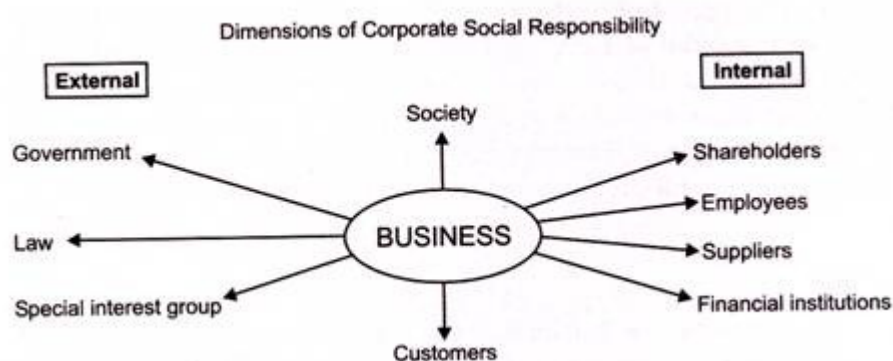 Dimensions of Corporate Social Responsibility
External
Internal
Society
Government
Shareholders
Employees
Law
BUSINESS
Suppliers
Special interest group
Financial institutions
Customers